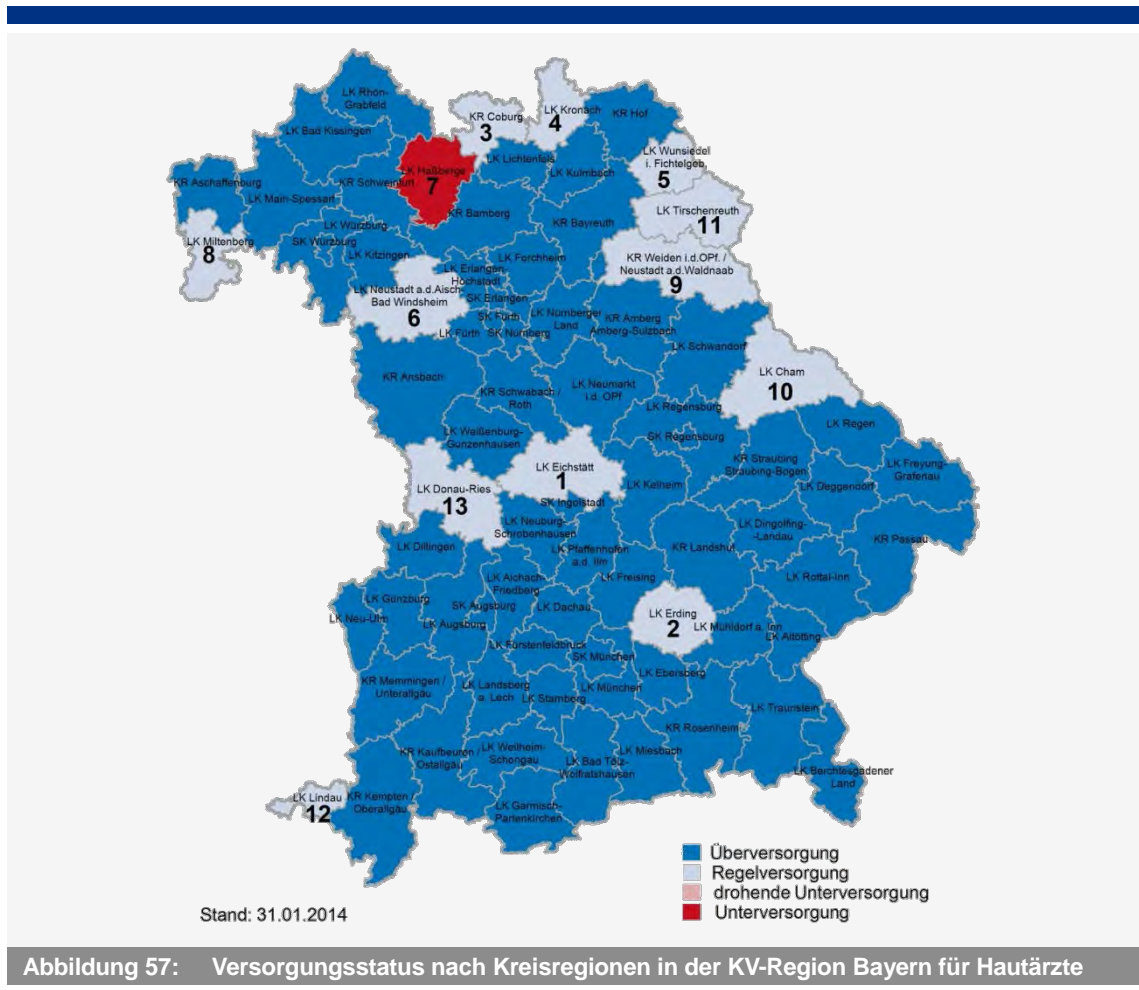 LK Rhön-
Grabfeld
LK Bad Kissingen
KR Coburg
3
LK Kronach
4
KR Hof
LK Haßberge
7
LK Lichtenfels
LK Kulmbach
LK Wunsiedel
i. Fichtelgeb.
5
KR Aschaffenburg
KR Schweinfurt
LK Main-Spessart
KR Bamberg
KR Bayreuth
LK Tirschenreuth
11
LK Miltenberg
8
LK Würzburg
SK Würzburg
LK Kitzingen
LK Forchheim
KR Weiden i.d.OPf. /
Neustadt a.d.Waldnaab
9
LK Erlangen-
Höchstadt
LK Neustadt a.d.Aisch-
Bad Windsheim
6
SK Erlangen
SK Fürth
LK Fürth
SK Nürnberg
LK Nürnberger
Land
KR Amberg
Amberg-Sulzbach
LK Schwandorf
LK Cham
10
KR Ansbach
KR Schwabach /
Roth
LK Neumarkt
i.d. OPf
LK Regensburg
SK Regensburg
LK Regen
LK Weißenburg-
Gunzenhausen
KR Straubing
Straubing-Bogen
LK Freyung-
Grafenau
LK Eichstätt
1
LK Kelheim
LK Deggendorf
LK Donau-Ries
13
SK Ingolstadt
LK Neuburg-
Schrobenhausen
LK Dingolfing-
-Landau
KR Passau
LK Dillingen
LK Pfaffenhofen
a.d. Ilm
KR Landshut
LK Rottal-Inn
LK Aichach-
Friedberg
LK Freising
LK Günzburg
SK Augsburg
LK Dachau
LK Erding
2
LK Neu-Ulm
LK Augsburg
LK Mühldorf a. Inn
LK Altötting
LK Fürstenfeldbruck
SK München
LK Ebersberg
KR Memmingen /
Unterallgäu
LK Landsberg
a. Lech
LK Starnberg
LK München
LK Traunstein
KR Rosenheim
KR Kaufbeuren /
Ostallgäu
LK Weilheim-
Schongau
LK Bad Tölz-
Wolfratshausen
LK Miesbach
LK Berchtesgadener
Land
LK Lindau
12
KR Kempten /
Oberallgäu
LK Garmisch-
Partenkirchen
Überversorgung
Regelversorgung
drohende Unterversorgung
Unterversorgung
Stand: 31.01.2014
Abbildung 57: Versorgungsstatus nach Kreisregionen in der KV-Region Bayern für Hautärzte